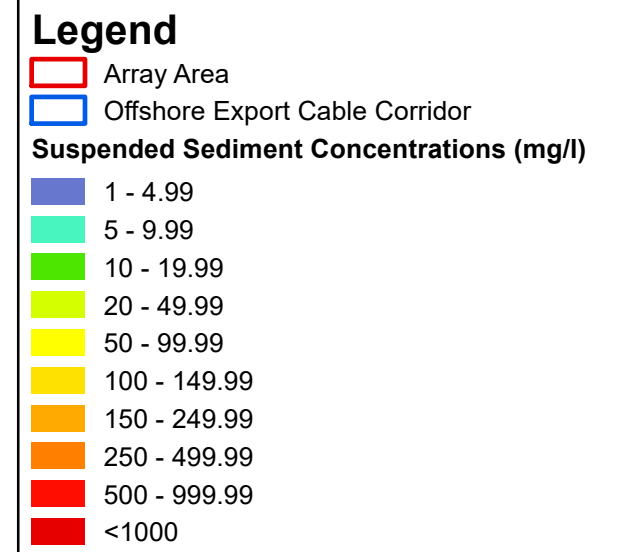 Legend
Array Area
Offshore Export Cable Corridor
Suspended Sediment Concentrations (mg/l)
1 - 4.99
5 - 9.99
10 - 19.99
20 - 49.99
50 - 99.99
100 - 149.99
150 - 249.99
250 - 499.99
500 - 999.99
<1000